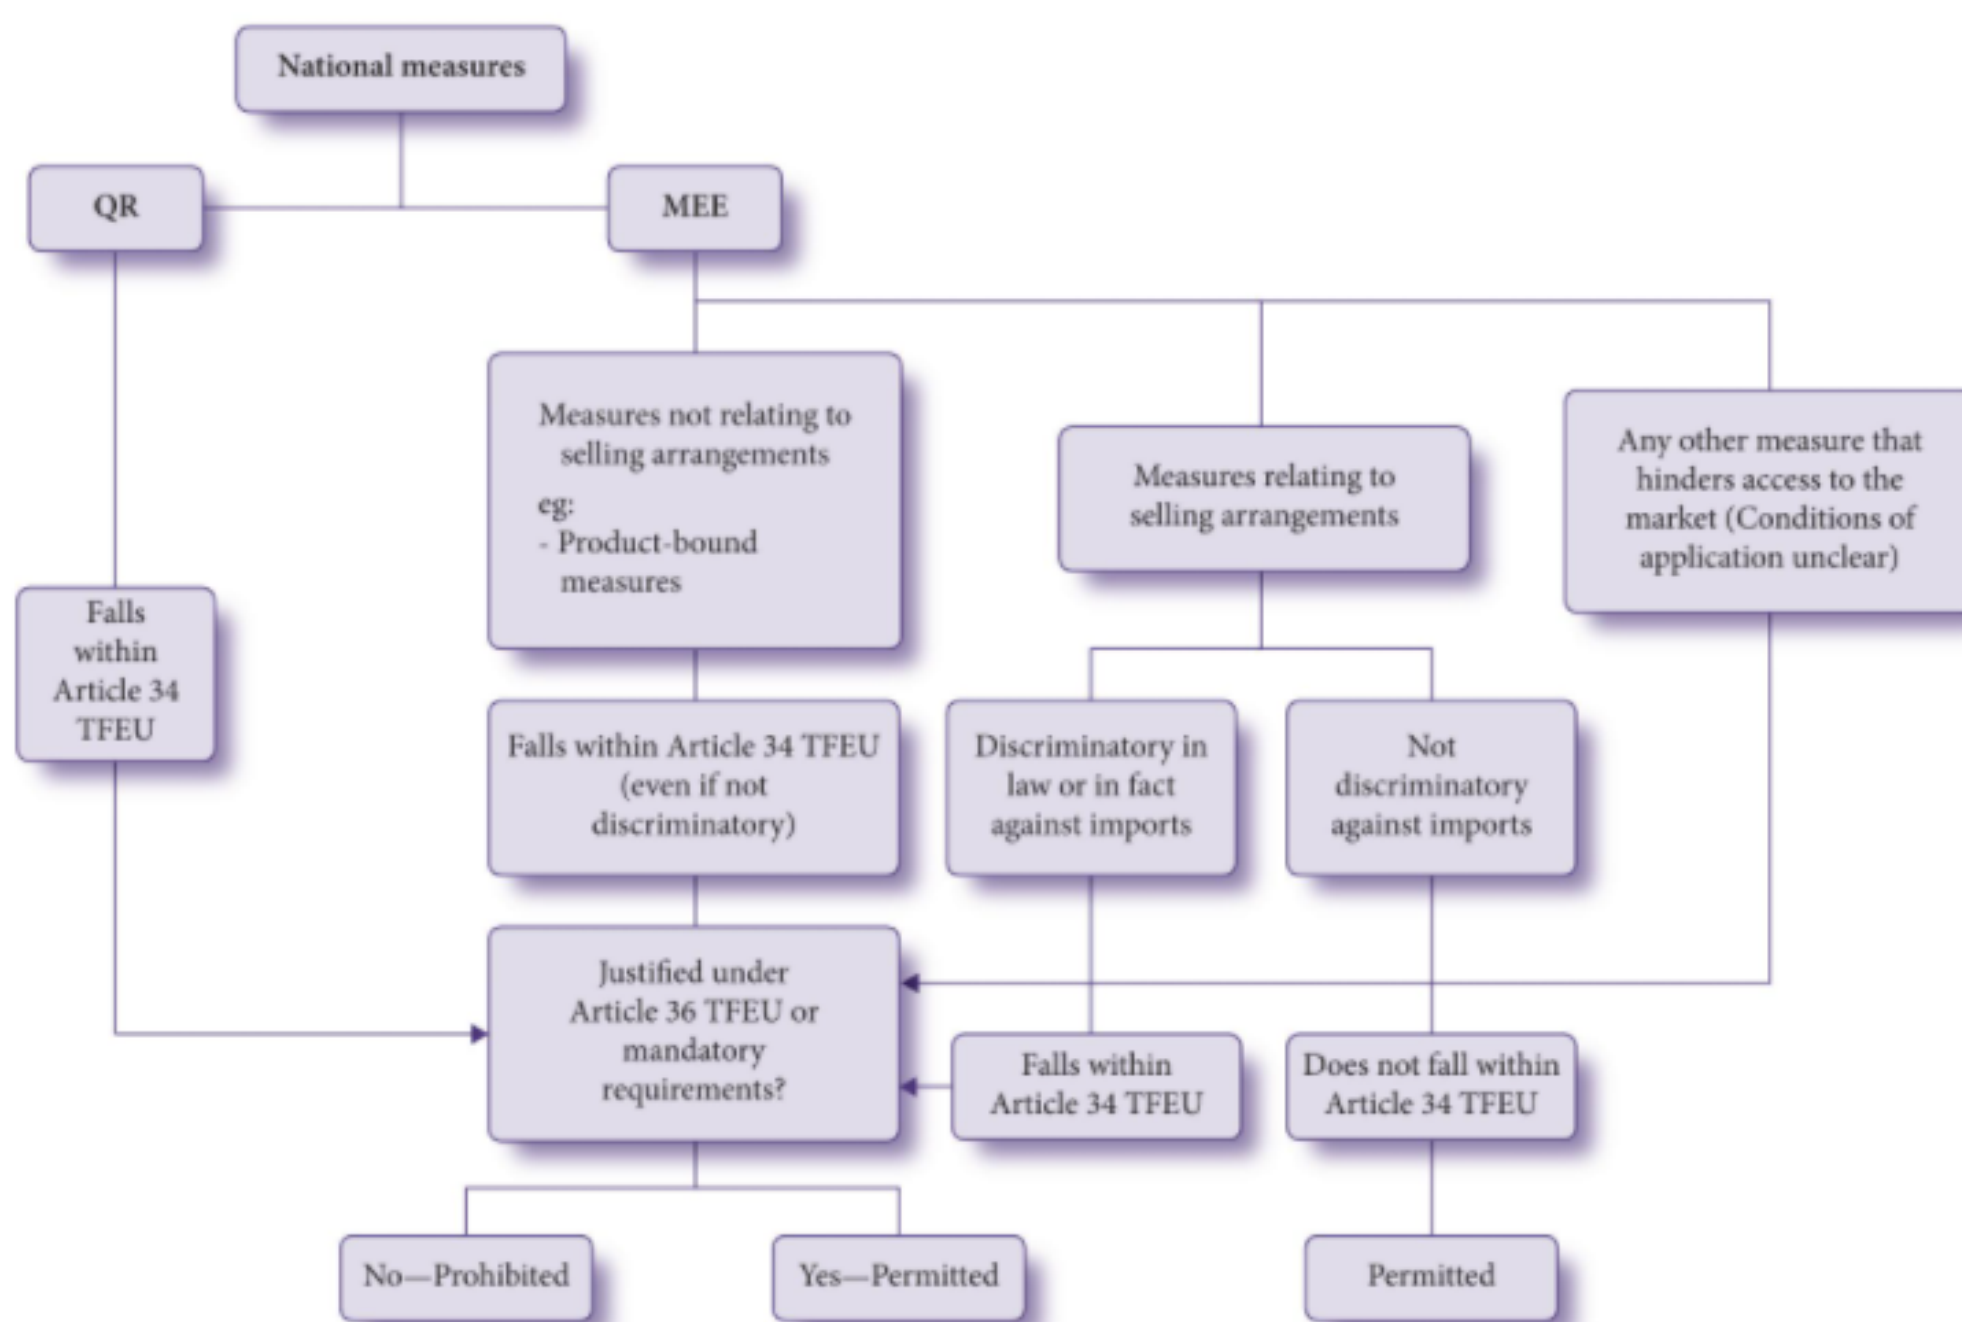 National measures
QR
MEE
Measures not relating to
selling arrangements
eg:
- Product-bound
measures
Measures relating to
selling arrangements
Any other measure that
hinders access to the
market (Conditions of
application unclear)
Falls
within
Article 34
TFEU
Falls within Article 34 TFEU
(even if not
discriminatory)
Discriminatory in
law or in fact
against imports
Not
discriminatory
against imports
Justified under
Article 36 TFEU or
mandatory
requirements?
Falls within
Article 34 TFEU
Does not fall within
Article 34 TFEU
No—Prohibited
Yes—Permitted
Permitted